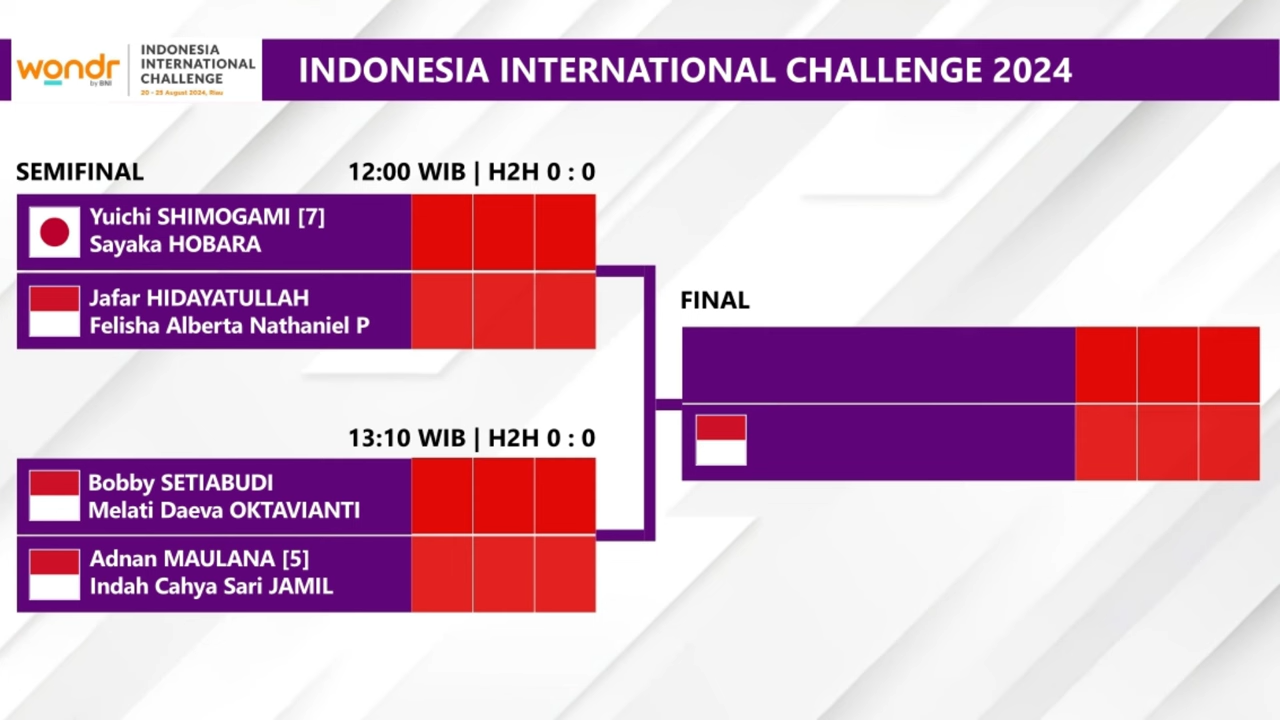 wondr
by BNI
INDONESIA
INTERNATIONAL
CHALLENGE
20 - 25 August 2024, Riau
INDONESIA INTERNATIONAL CHALLENGE 2024
SEMIFINAL
12:00 WIB | H2H 0 : 0
Yuichi SHIMOGAMI [7]
Sayaka HOBARA
Jafar HIDAYATULLAH
Felisha Alberta Nathaniel P
FINAL
13:10 WIB | H2H 0 : 0
Bobby SETIABUDI
Melati Daeva OKTAVIANTI
Adnan MAULANA [5]
Indah Cahya Sari JAMIL